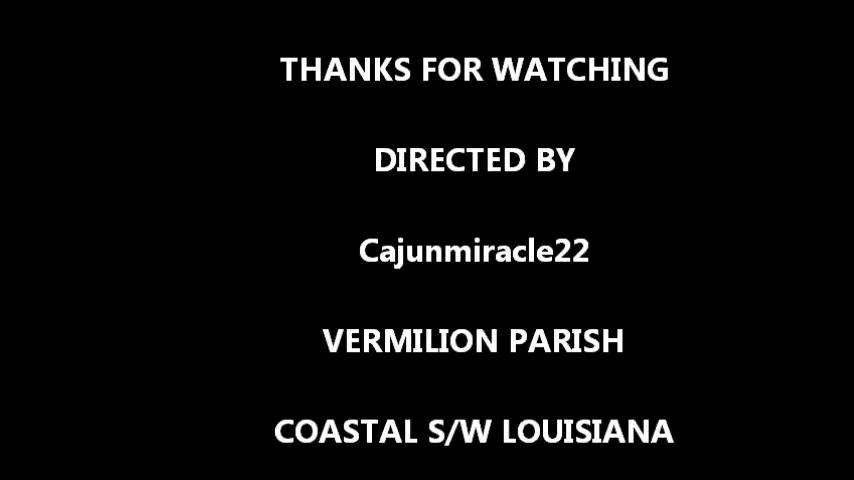 THANKS FOR WATCHING
DIRECTED BY
Cajunmiracle22
VERMILION PARISH
COASTAL S/W LOUISIANA